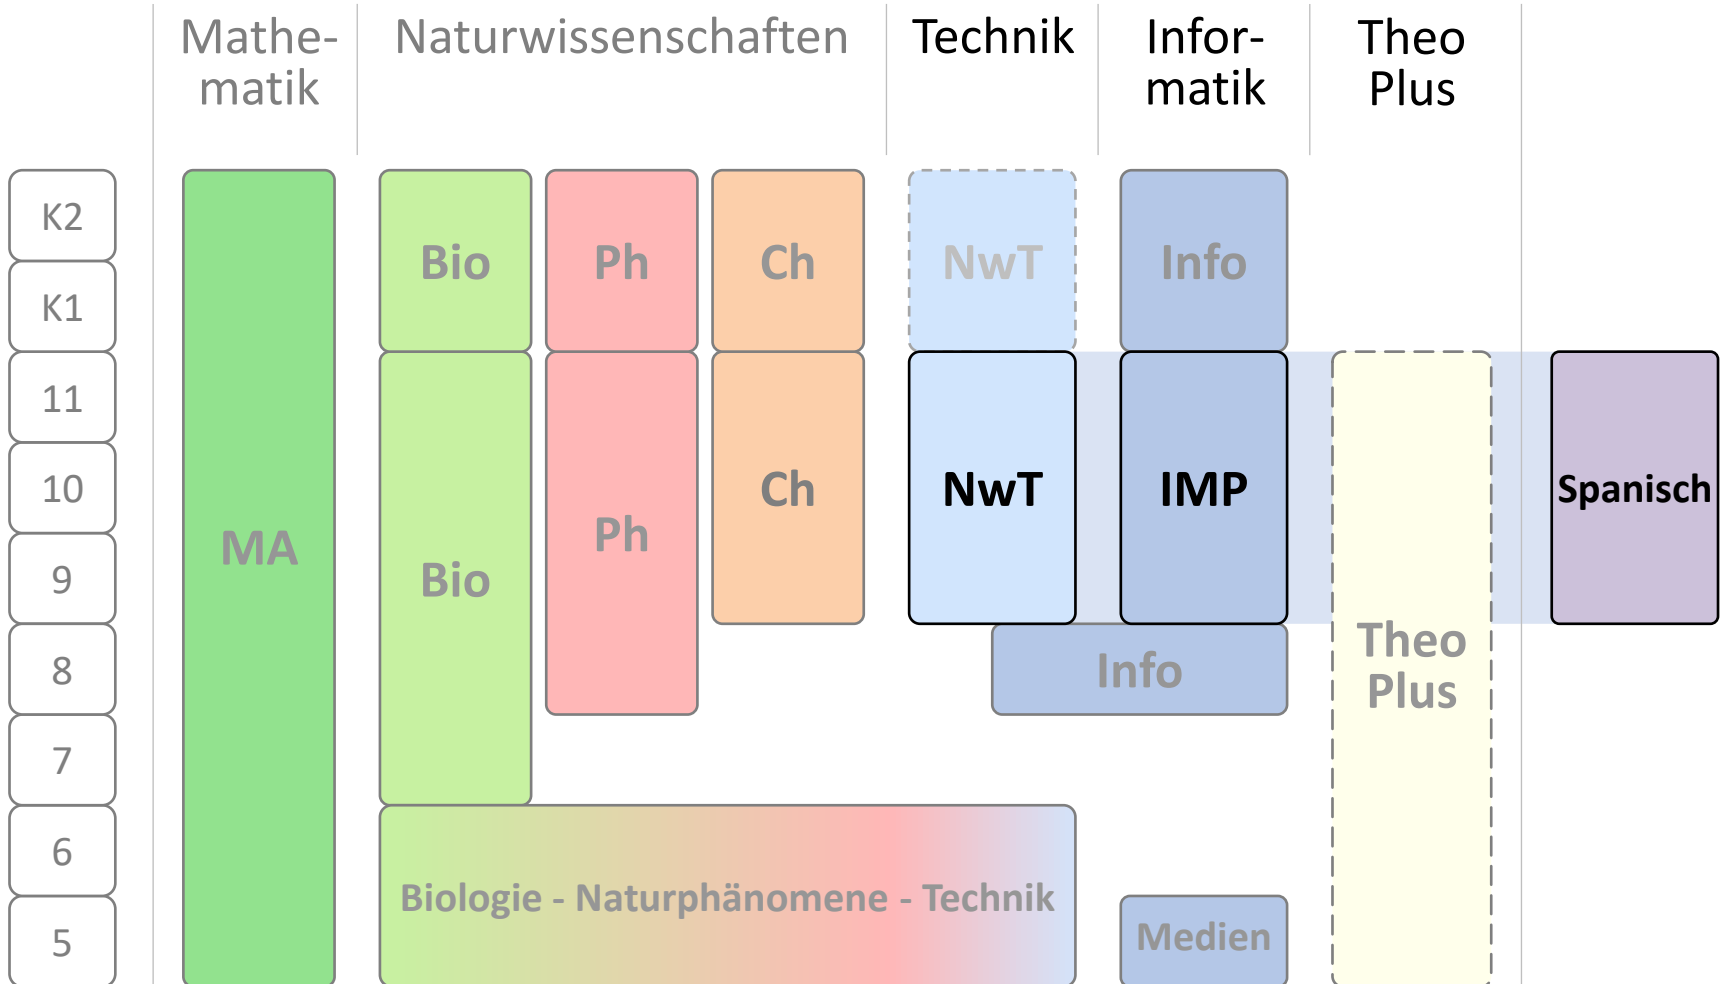 Mathe-
matik
Naturwissenschaften
Technik
Infor-
matik
Theo
Plus
K2
K1
11
10
9
8
7
6
5
MA
Bio
Ph
Ch
NwT
Info
Bio
Ph
Ch
NwT
IMP
Spanisch
Info
Theo
Plus
Biologie - Naturphänomene - Technik
Medien